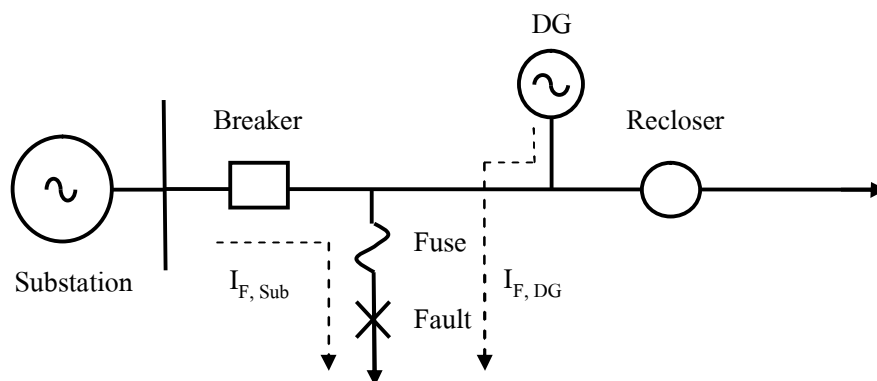 DG
Breaker
Recloser
Fuse
Substation
I_F, Sub
I_F, DG
Fault